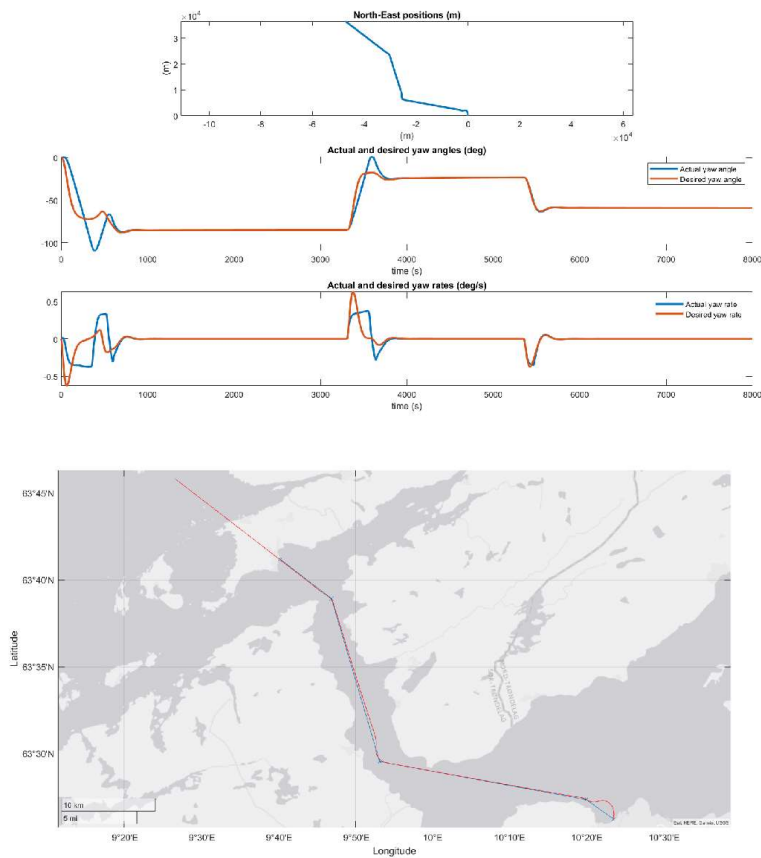 North-East positions (m)
×10⁴
3
2
1
0
(m)
-10 -8 -6 -4 -2 0 2 4 6
(m)
×10⁴
Actual and desired yaw angles (deg)
0
-50
-100
Actual yaw angle
Desired yaw angle
0 1000 2000 3000 4000 5000 6000 7000 8000
time (s)
Actual and desired yaw rates (deg/s)
0.5
0
-0.5
Actual yaw rate
Desired yaw rate
0 1000 2000 3000 4000 5000 6000 7000 8000
time (s)
63°45'N
63°40'N
63°35'N
63°30'N
Latitude
10 km
5 mi
9°20'E 9°30'E 9°40'E 9°50'E 10°E 10°10'E 10°20'E 10°30'E
Longitude